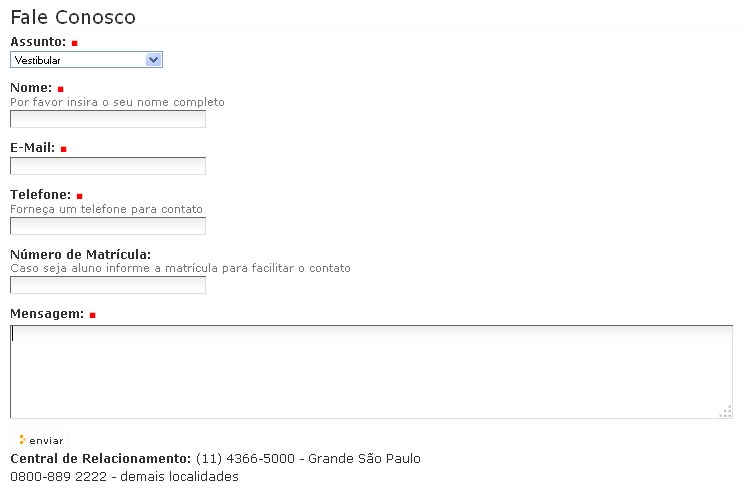 Fale Conosco
Assunto:
Vestibular
Nome:
Por favor insira o seu nome completo
E-Mail:
Telefone:
Forneça um telefone para contato
Número de Matrícula:
Caso seja aluno informe a matrícula para facilitar o contato
Mensagem:
enviar
Central de Relacionamento: (11) 4366-5000 - Grande São Paulo
0800-889 2222 - demais localidades